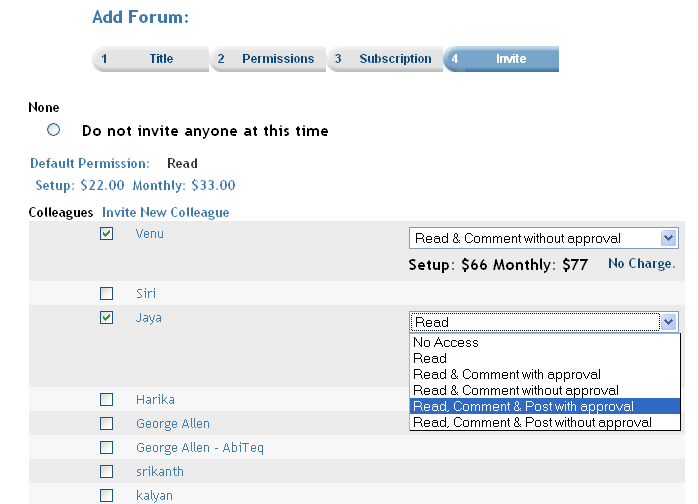 Add Forum:
1 Title 2 Permissions 3 Subscription 4 Invite
None
Do not invite anyone at this time
Default Permission: Read
Setup: $22.00 Monthly: $33.00
Colleagues Invite New Colleague
Venu Read & Comment without approval
Setup: $66 Monthly: $77 No Charge.
Siri
Jaya Read
No Access
Read
Read & Comment with approval
Read & Comment without approval
Read, Comment & Post with approval
Read, Comment & Post without approval
Harika
George Allen
George Allen - AbiTeq
srikanth
kalyan